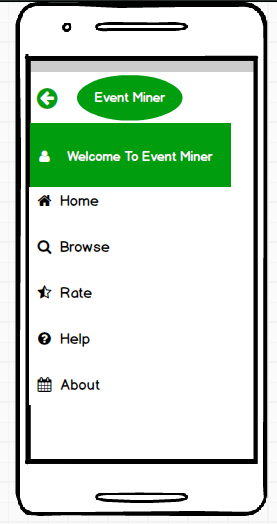 Event Miner
Welcome To Event Miner
Home
Browse
Rate
Help
About